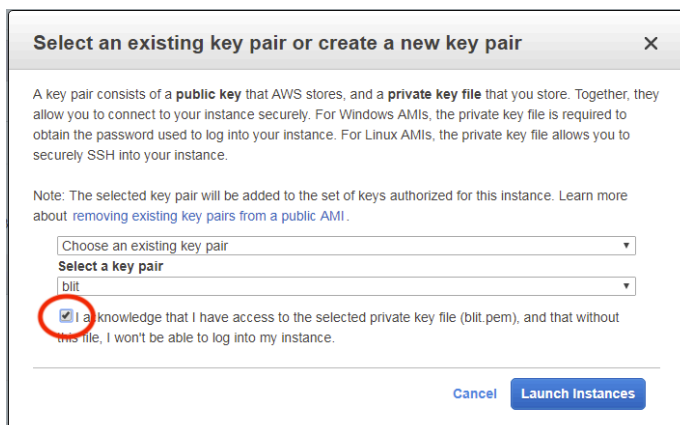 Select an existing key pair or create a new key pair
A key pair consists of a public key that AWS stores, and a private key file that you store. Together, they
allow you to connect to your instance securely. For Windows AMIs, the private key file is required to
obtain the password used to log into your instance. For Linux AMIs, the private key file allows you to
securely SSH into your instance.
Note: The selected key pair will be added to the set of keys authorized for this instance. Learn more
about removing existing key pairs from a public AMI.
Choose an existing key pair
Select a key pair
blit
I acknowledge that I have access to the selected private key file (blit.pem), and that without
this file, I won't be able to log into my instance.
Cancel Launch Instances